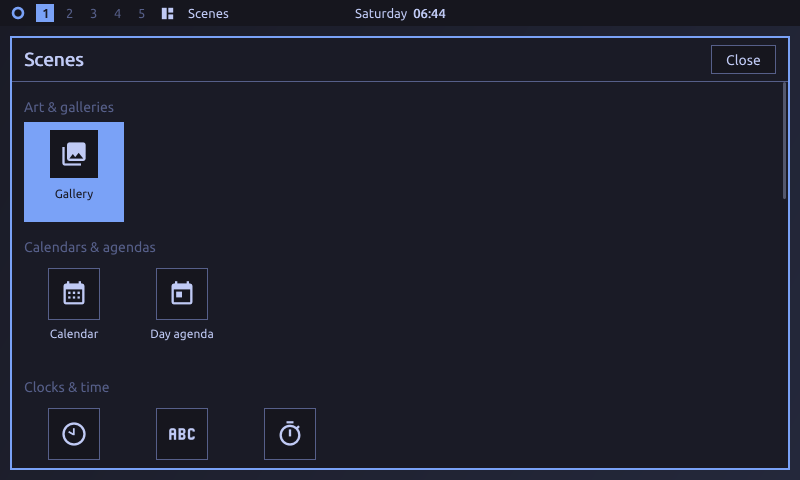 1 2 3 4 5 Scenes Saturday 06:44
Scenes
Close
Art & galleries
Gallery
Calendars & agendas
Calendar Day agenda
Clocks & time
ABC